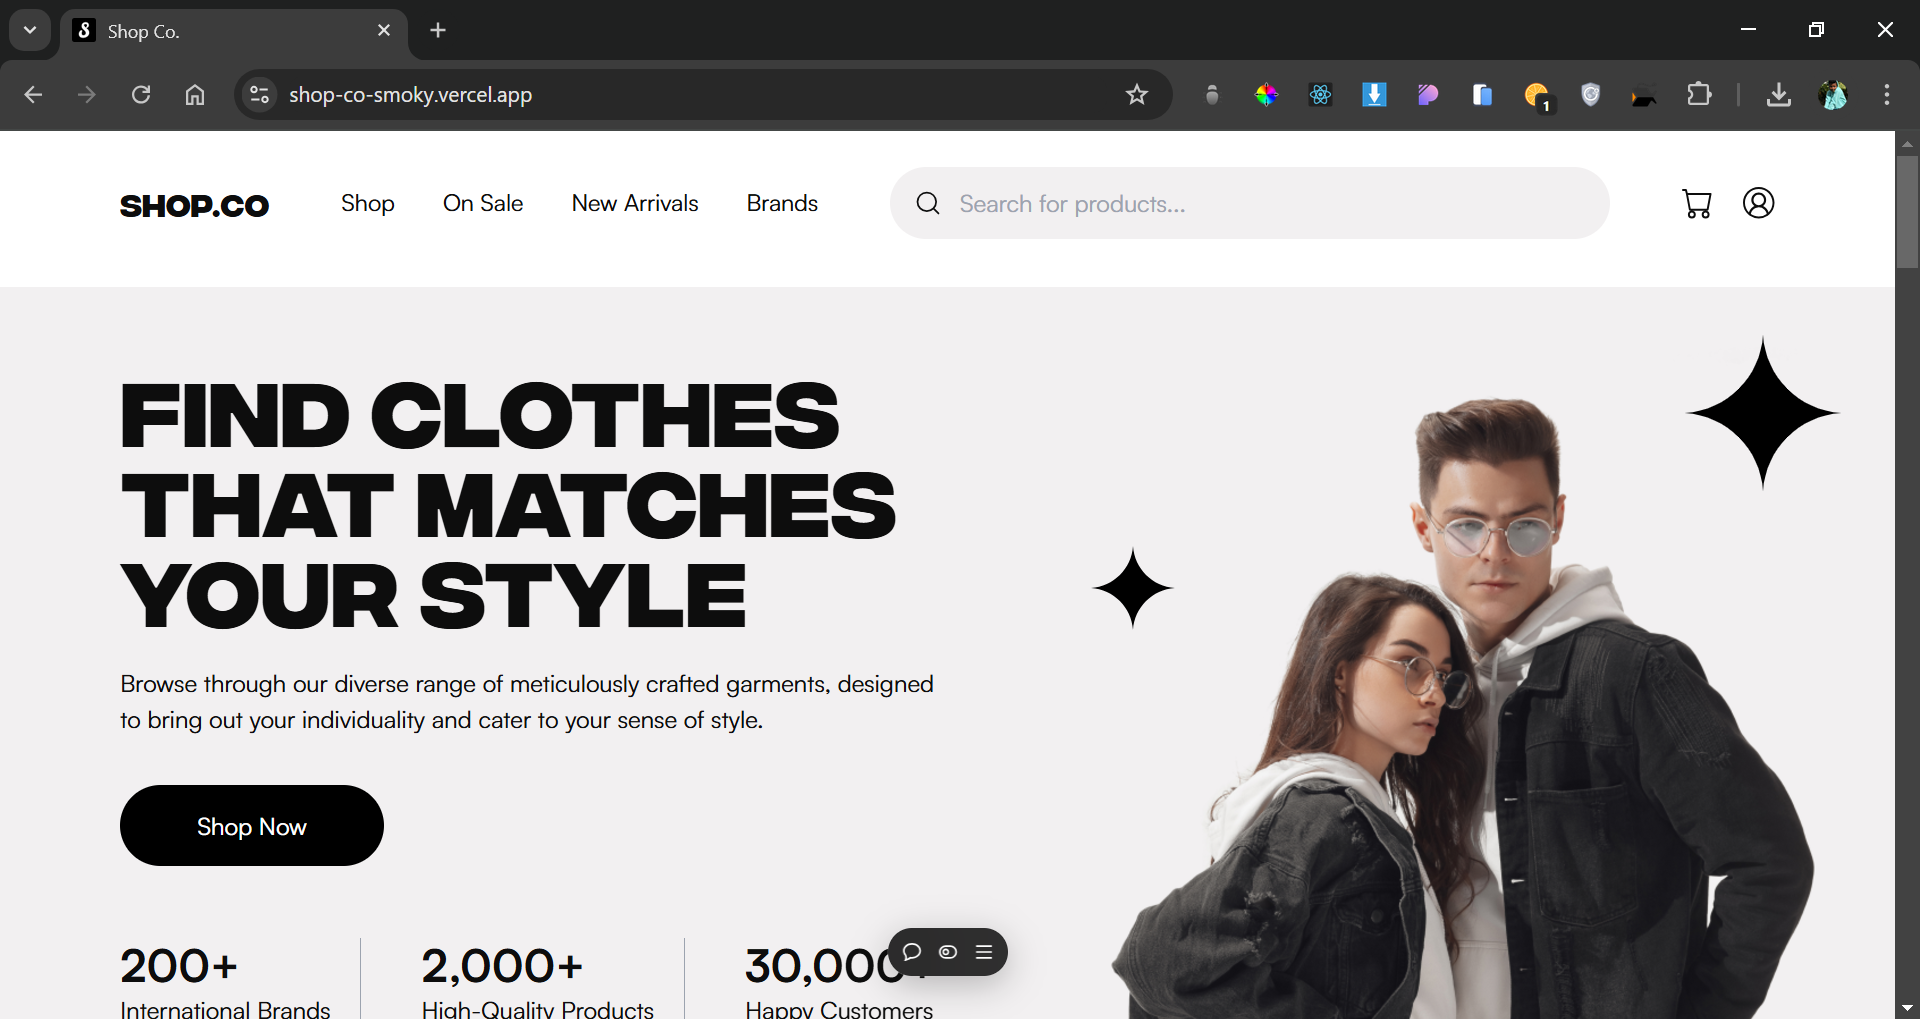 Shop Co.
shop-co-smoky.vercel.app
1
SHOP.CO
Shop
On Sale
New Arrivals
Brands
Search for products...
FIND CLOTHES
THAT MATCHES
YOUR STYLE
Browse through our diverse range of meticulously crafted garments, designed
to bring out your individuality and cater to your sense of style.
Shop Now
200+
International Brands
2,000+
High-Quality Products
30,000+
Happy Customers